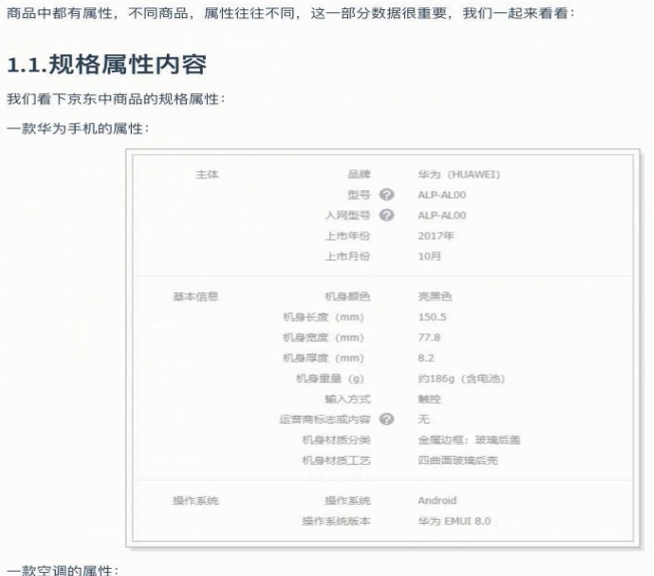 商品中都有属性，不同商品，属性往往不同，这一部分数据很重要，我们一起来看看：
1.1.规格属性内容
我们看下京东中商品的规格属性：
一款华为手机的属性：
主体 品牌 华为（HUAWEI）
型号 ALP-AL00
入网型号 ALP-AL00
上市年份 2017年
上市月份 10月
基本信息 机身颜色 亮黑色
机身长度（mm） 150.5
机身宽度（mm） 77.8
机身厚度（mm） 8.2
机身重量（g） 约186g（含电池）
输入方式 触控
运营商标志或内容 无
机身材质分类 金属边框；玻璃后盖
机身材质工艺 四曲面玻璃后壳
操作系统 操作系统 Android
操作系统版本 华为 EMUI 8.0
一款空调的属性：